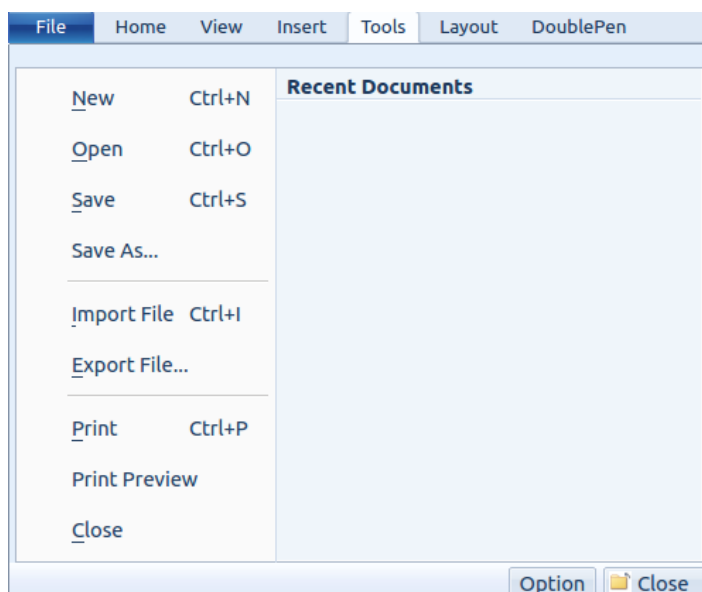 File Home View Insert Tools Layout DoublePen
Recent Documents
New Ctrl+N
Open Ctrl+O
Save Ctrl+S
Save As...
Import File Ctrl+I
Export File...
Print Ctrl+P
Print Preview
Close
Option Close